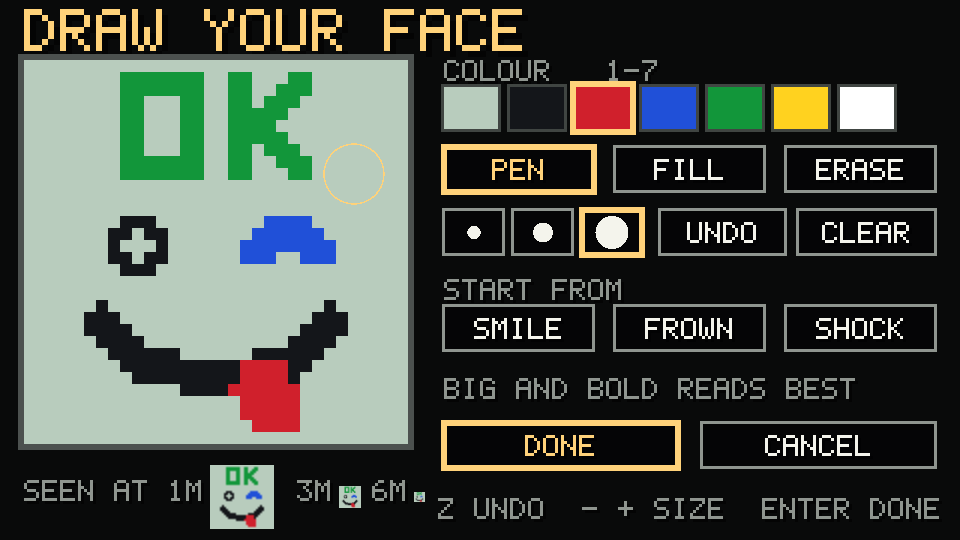 DRAW YOUR FACE
OK
COLOUR 1-7
PEN FILL ERASE
UNDO CLEAR
START FROM
SMILE FROWN SHOCK
BIG AND BOLD READS BEST
DONE CANCEL
SEEN AT 1M 3M 6M
OK
OK
Z UNDO - + SIZE ENTER DONE